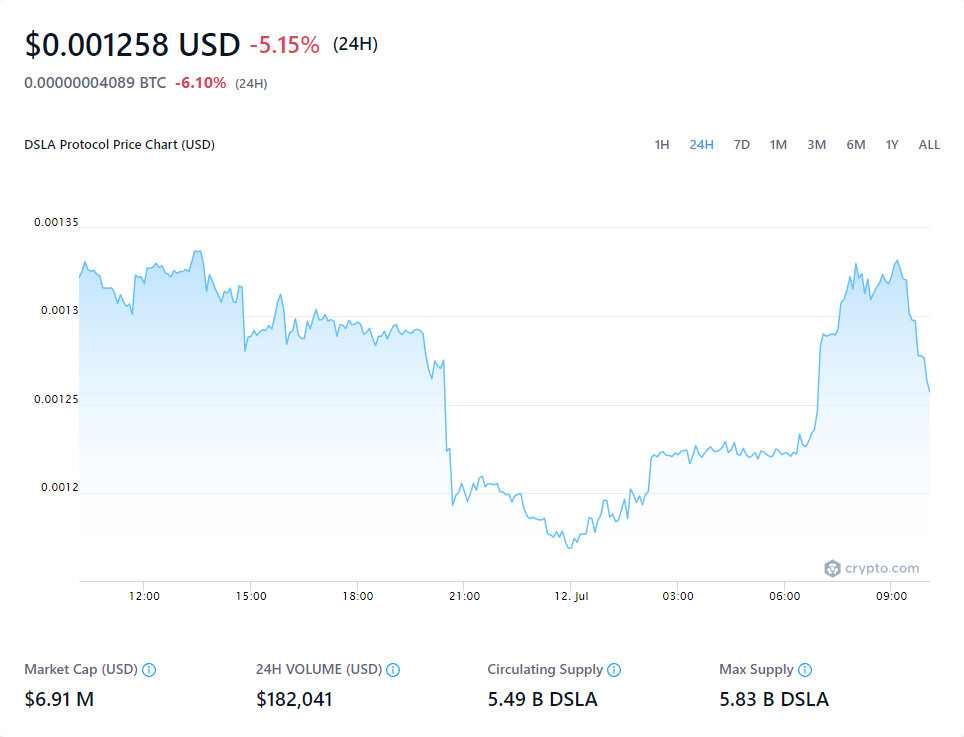 $0.001258 USD -5.15% (24H)
0.00000004089 BTC -6.10% (24H)
DSLA Protocol Price Chart (USD) 1H 24H 7D 1M 3M 6M 1Y ALL
0.00135
0.0013
0.00125
0.0012
crypto.com
12:00 15:00 18:00 21:00 12. Jul 03:00 06:00 09:00
Market Cap (USD) 24H VOLUME (USD) Circulating Supply Max Supply
$6.91 M $182,041 5.49 B DSLA 5.83 B DSLA